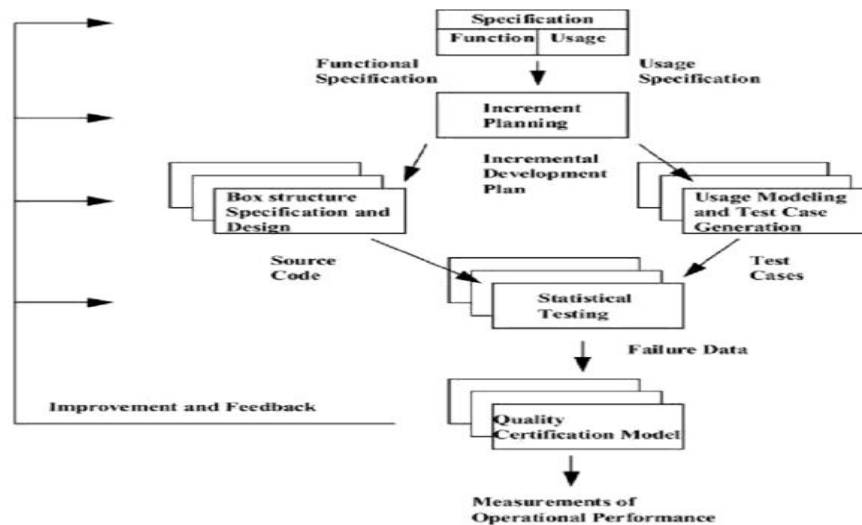 Specification
Function Usage
Functional
Specification
Usage
Specification
Increment
Planning
Incremental
Development
Plan
Box structure
Specification and
Design
Usage Modeling
and Test Case
Generation
Source
Code
Test
Cases
Statistical
Testing
Failure Data
Improvement and Feedback
Quality
Certification Model
Measurements of
Operational Performance